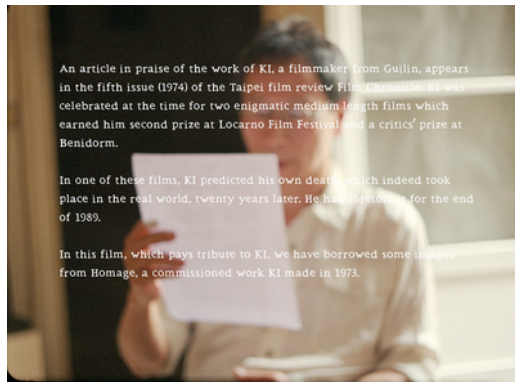 An article in praise of the work of KI, a filmmaker from Guilin, appears
in the fifth issue (1974) of the Taipei film review Film Chronicle. KI was
celebrated at the time for two enigmatic medium length films which
earned him second prize at Locarno Film Festival and a critics' prize at
Benidorm.
In one of these films, KI predicted his own death which indeed took
place in the real world, twenty years later. He had foretold it for the end
of 1989.
In this film, which pays tribute to KI, we have borrowed some images
from Homage, a commissioned work KI made in 1973.